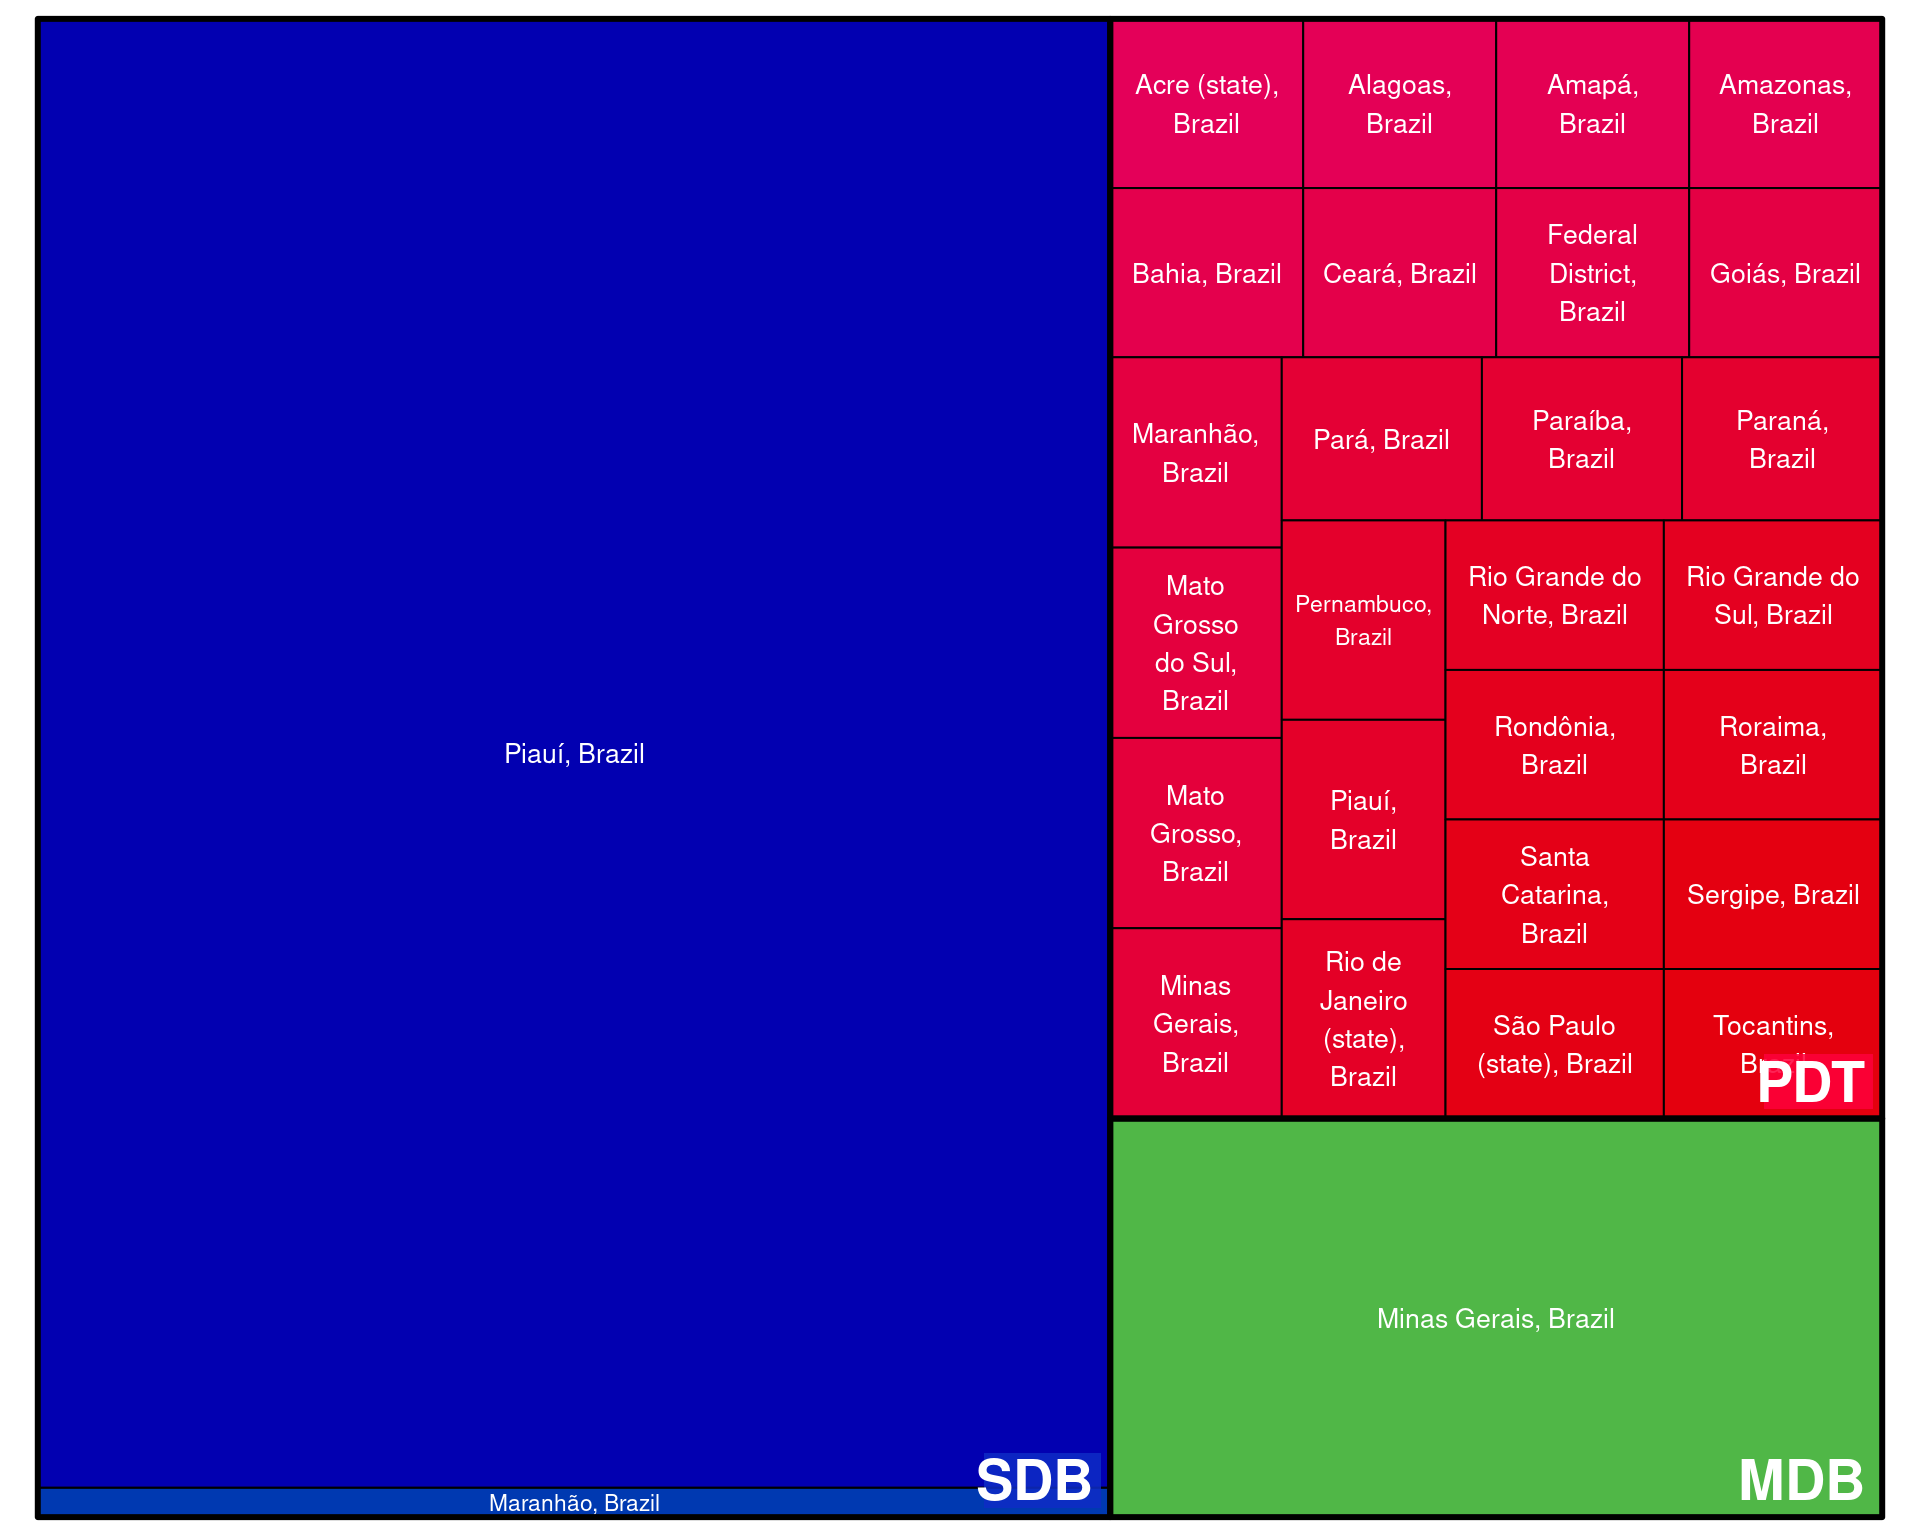 Piauí, Brazil
Maranhão, Brazil
SDB
Acre (state),
Brazil
Alagoas,
Brazil
Amapá,
Brazil
Amazonas,
Brazil
Bahia, Brazil
Ceará, Brazil
Federal
District,
Brazil
Goiás, Brazil
Maranhão,
Brazil
Mato
Grosso
do Sul,
Brazil
Mato
Grosso,
Brazil
Minas
Gerais,
Brazil
Pará, Brazil
Paraíba,
Brazil
Paraná,
Brazil
Pernambuco,
Brazil
Piauí,
Brazil
Rio de
Janeiro
(state),
Brazil
Rio Grande do
Norte, Brazil
Rio Grande do
Sul, Brazil
Rondônia,
Brazil
Roraima,
Brazil
Santa
Catarina,
Brazil
Sergipe, Brazil
São Paulo
(state), Brazil
Tocantins,
PDT
Minas Gerais, Brazil
MDB